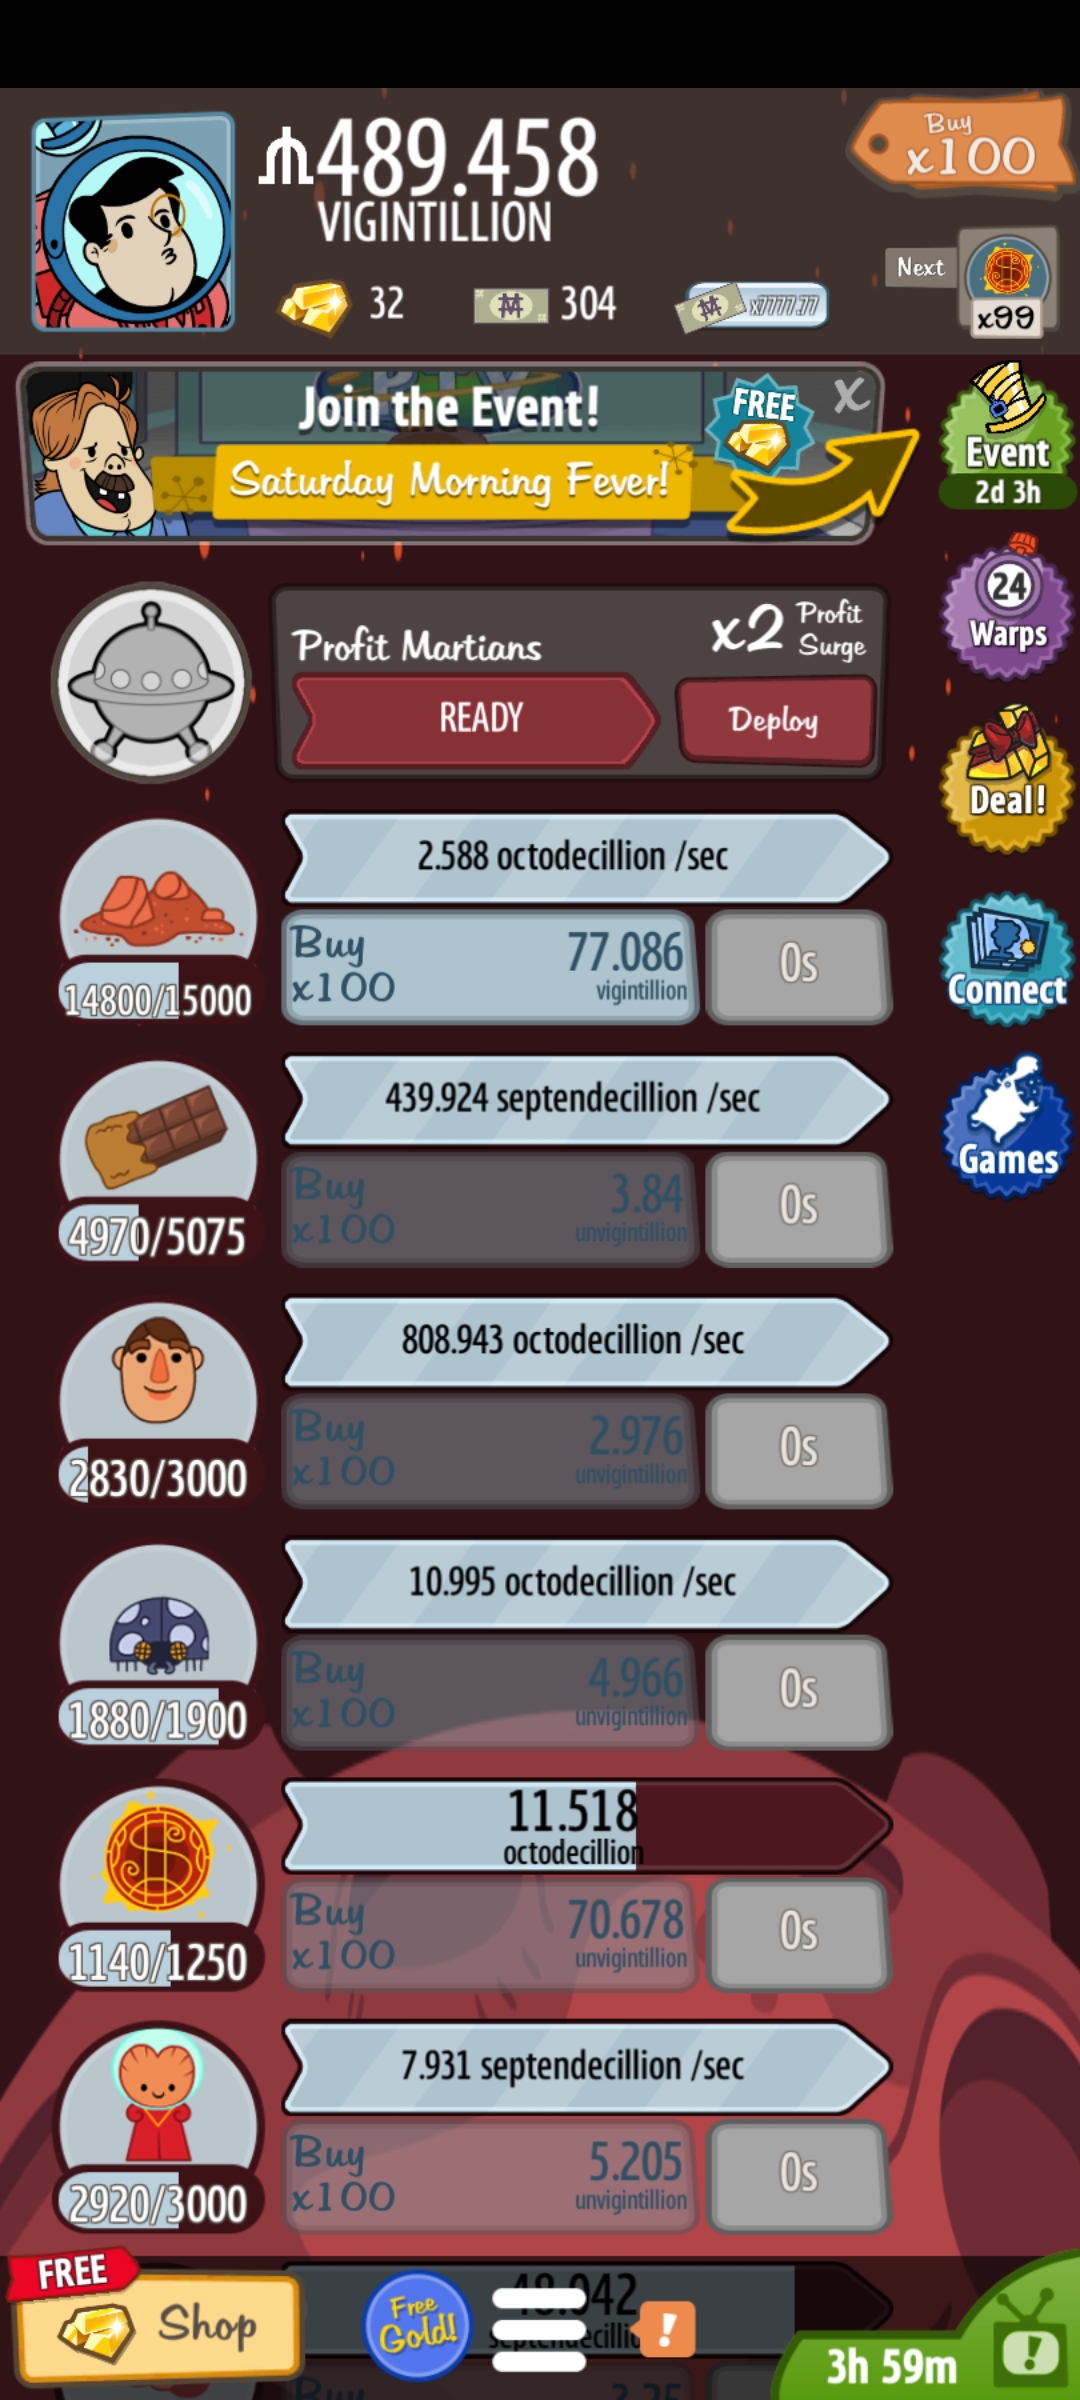 489.458
VIGINTILLION
Buy
x100
32
304
x7777.77
Next
x99
Join the Event!
Saturday Morning Fever!
FREE
X
Event
2d 3h
24
Warps
Profit Martians
x2 Profit Surge
READY
Deploy
Deal!
2.588 octodecillion /sec
14800/15000
Buy x100
77.086
vigintillion
0s
Connect
439.924 septendecillion /sec
4970/5075
Buy x100
3.84
unvigintillion
0s
Games
808.943 octodecillion /sec
2830/3000
Buy x100
2.976
unvigintillion
0s
10.995 octodecillion /sec
1880/1900
Buy x100
4.966
unvigintillion
0s
11.518
octodecillion
1140/1250
Buy x100
70.678
unvigintillion
0s
7.931 septendecillion /sec
2920/3000
Buy x100
5.205
unvigintillion
0s
FREE
Shop
Free Gold!
!
3h 59m
!